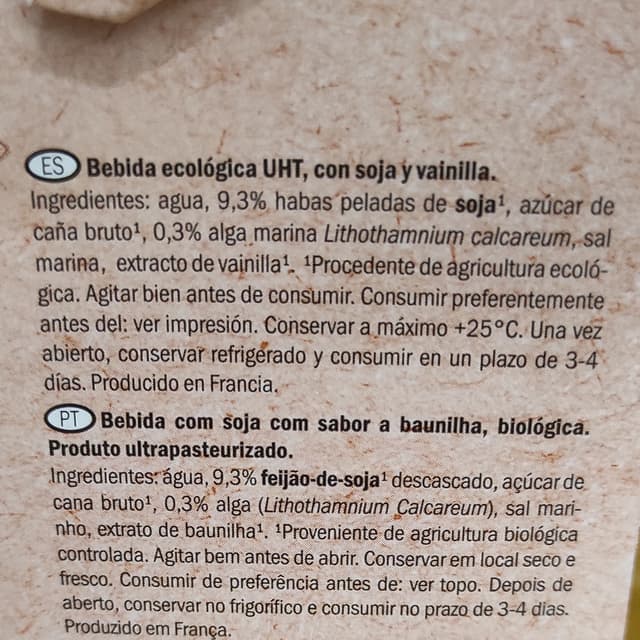 ES Bebida ecológica UHT, con soja y vainilla.
Ingredientes: agua, 9,3% habas peladas de soja¹, azúcar de
caña bruto¹, 0,3% alga marina Lithothamnium calcareum, sal
marina, extracto de vainilla¹. ¹Procedente de agricultura ecoló-
gica. Agitar bien antes de consumir. Consumir preferentemente
antes del: ver impresión. Conservar a máximo +25°C. Una vez
abierto, conservar refrigerado y consumir en un plazo de 3-4
días. Producido en Francia.
PT Bebida com soja com sabor a baunilha, biológica.
Produto ultrapasteurizado.
Ingredientes: água, 9,3% feijão-de-soja¹ descascado, açúcar de
cana bruto¹, 0,3% alga (Lithothamnium Calcareum), sal mari-
nho, extrato de baunilha¹. ¹Proveniente de agricultura biológica
controlada. Agitar bem antes de abrir. Conservar em local seco e
fresco. Consumir de preferência antes de: ver topo. Depois de
aberto, conservar no frigorífico e consumir no prazo de 3-4 dias.
Produzido em França.